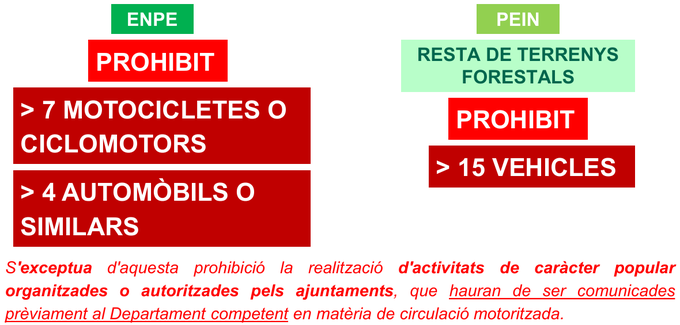 ENPE
PROHIBIT
> 7 MOTOCICLETES O
CICLOMOTORS
> 4 AUTOMÒBILS O
SIMILARS
PEIN
RESTA DE TERRENYS
FORESTALS
PROHIBIT
> 15 VEHICLES
S'exceptua d'aquesta prohibició la realització d'activitats de caràcter popular
organitzades o autoritzades pels ajuntaments, que hauran de ser comunicades
prèviament al Departament competent en matèria de circulació motoritzada.